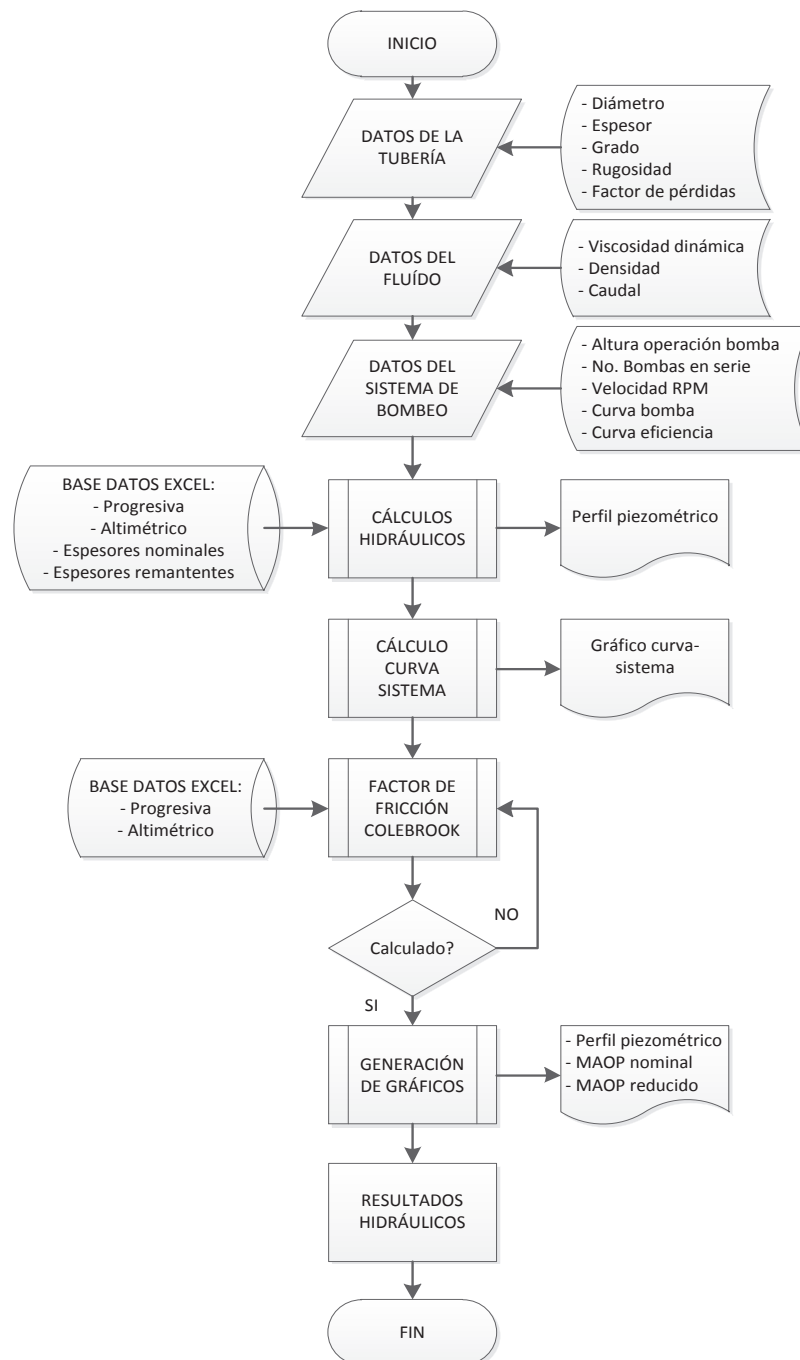 INICIO
DATOS DE LA
TUBERÍA
- Diámetro
- Espesor
- Grado
- Rugosidad
- Factor de pérdidas
DATOS DEL
FLUÍDO
- Viscosidad dinámica
- Densidad
- Caudal
DATOS DEL
SISTEMA DE
BOMBEO
- Altura operación bomba
- No. Bombas en serie
- Velocidad RPM
- Curva bomba
- Curva eficiencia
BASE DATOS EXCEL:
- Progresiva
- Altimétrico
- Espesores nominales
- Espesores remantentes
CÁLCULOS
HIDRÁULICOS
Perfil piezométrico
CÁLCULO
CURVA
SISTEMA
Gráfico curva-
sistema
BASE DATOS EXCEL:
- Progresiva
- Altimétrico
FACTOR DE
FRICCIÓN
COLEBROOK
NO
Calculado?
SI
GENERACIÓN
DE GRÁFICOS
- Perfil piezométrico
- MAOP nominal
- MAOP reducido
RESULTADOS
HIDRÁULICOS
FIN